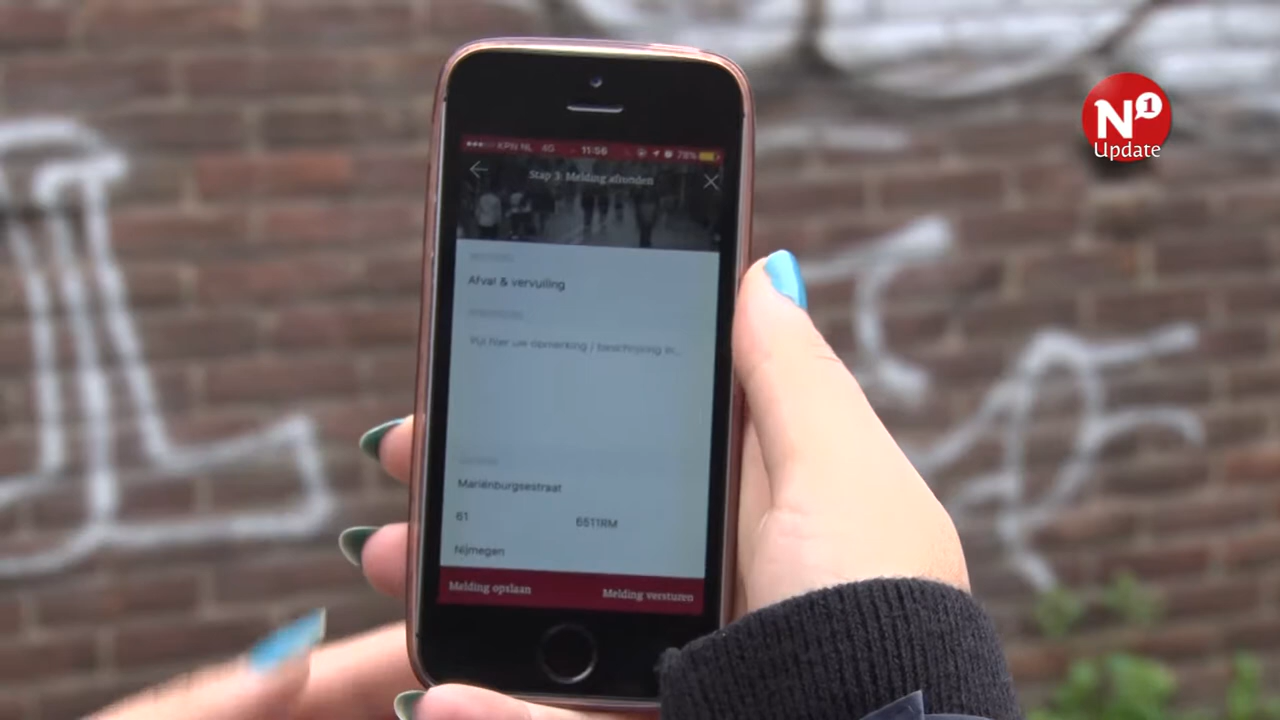 N1
Update
KPN NL 4G 11:56 78%
Stap 3: Melding afronden
Afval & vervuiling
Vul hier uw opmerking / beschrijving in...
Mariënburgsestraat
61 6511RM
Nijmegen
Melding opslaan Melding versturen